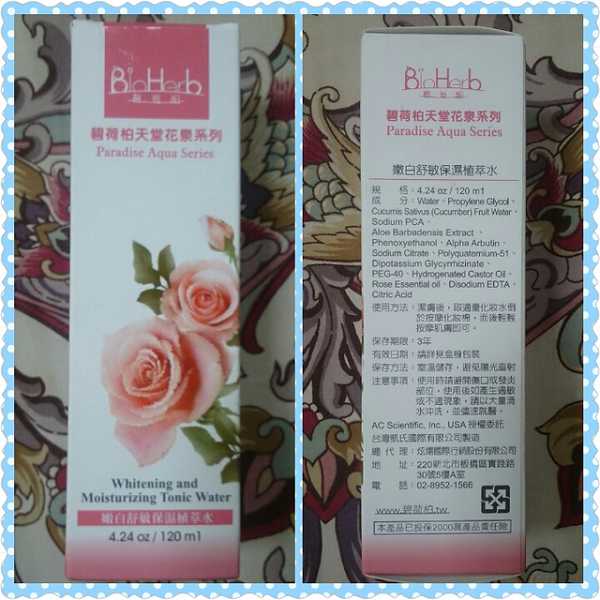 BioHerb
碧荷柏
碧荷柏天堂花泉系列
Paradise Aqua Series
Whitening and
Moisturizing Tonic Water
嫩白舒敏保濕植萃水
4.24 oz / 120 ml
BioHerb
碧荷柏
碧荷柏天堂花泉系列
Paradise Aqua Series
嫩白舒敏保濕植萃水
規 格：4.24 oz / 120 ml
成 分：Water、Propylene Glycol、
Cucumis Sativus (Cucumber) Fruit Water、
Sodium PCA、
Aloe Barbadensis Extract、
Phenoxyethanol、Alpha Arbutin、
Sodium Citrate、Polyquaternium-51、
Dipotassium Glycyrrhizinate、
PEG-40、Hydrogenated Castor Oil、
Rose Essential oil、Disodium EDTA、
Citric Acid
使用方法：潔膚後，取適量化妝水倒
於按摩化妝棉，而後輕輕
按摩肌膚即可。
保存期限：3年
有效日期：請詳見盒身包裝
保存方法：室溫儲存，避免陽光直射
注意事項：使用時請避開傷口或發炎
部位，使用後如產生過敏
或不適現象，請以大量清
水沖洗，並儘速就醫。
AC Scientific, Inc., USA 授權委託
台灣凱氏國際有限公司製造
總 代 理：炫煬國際行銷股份有限公司
地 址：220新北市板橋區實踐路
30號5樓A室
電 話：02-8952-1566
www.碧荷柏.tw
本產品已投保2000萬產品責任險